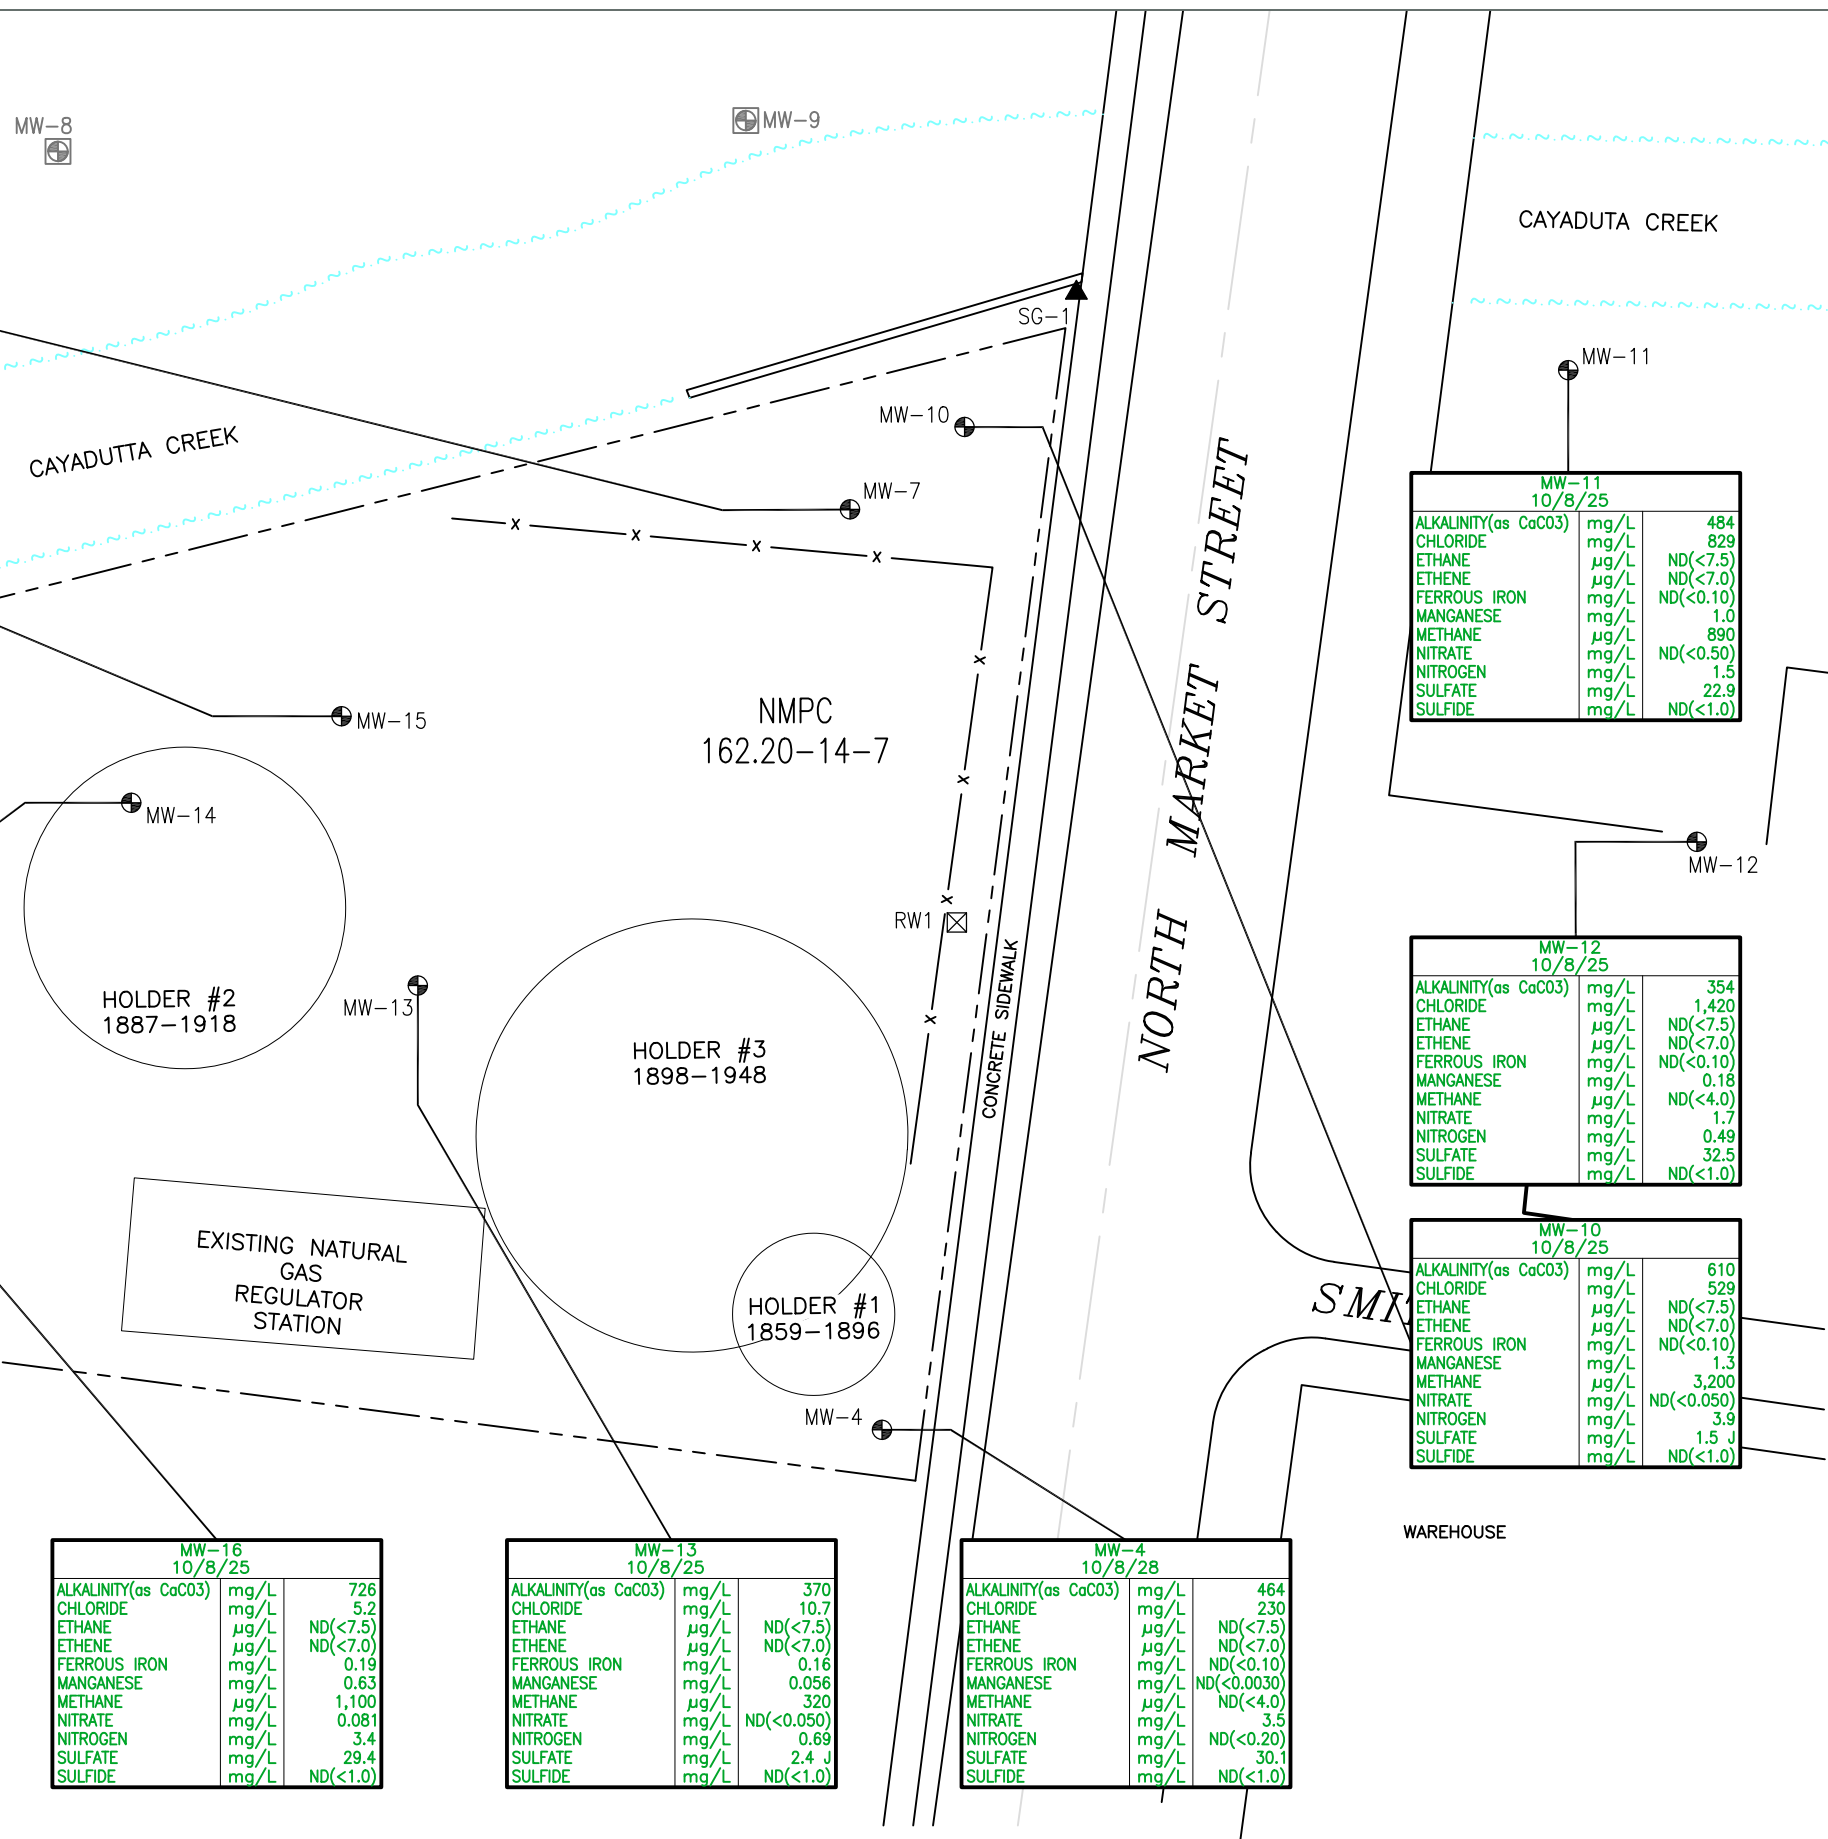 MW-8
MW-9
CAYADUTA CREEK
SG-1
MW-11
MW-10
CAYADUTTA CREEK
MW-7
MW-15
MW-14
NMPC
162.20-14-7
NORTH MARKET STREET
MW-12
RW1
CONCRETE SIDEWALK
MW-13
HOLDER #2
1887-1918
HOLDER #3
1898-1948
EXISTING NATURAL
GAS
REGULATOR
STATION
HOLDER #1
1859-1896
MW-4
WAREHOUSE
MW-11
10/8/25
ALKALINITY(as CaCO3) mg/L 484
CHLORIDE mg/L 829
ETHANE µg/L ND(<7.5)
ETHENE µg/L ND(<7.0)
FERROUS IRON mg/L ND(<0.10)
MANGANESE mg/L 1.0
METHANE µg/L 890
NITRATE mg/L ND(<0.50)
NITROGEN mg/L 1.5
SULFATE mg/L 22.9
SULFIDE mg/L ND(<1.0)
MW-12
10/8/25
ALKALINITY(as CaCO3) mg/L 354
CHLORIDE mg/L 1,420
ETHANE µg/L ND(<7.5)
ETHENE µg/L ND(<7.0)
FERROUS IRON mg/L ND(<0.10)
MANGANESE mg/L 0.18
METHANE µg/L ND(<4.0)
NITRATE mg/L 1.7
NITROGEN mg/L 0.49
SULFATE mg/L 32.5
SULFIDE mg/L ND(<1.0)
MW-10
10/8/25
ALKALINITY(as CaCO3) mg/L 610
CHLORIDE mg/L 529
ETHANE µg/L ND(<7.5)
ETHENE µg/L ND(<7.0)
FERROUS IRON mg/L ND(<0.10)
MANGANESE mg/L 1.3
METHANE µg/L 3,200
NITRATE mg/L ND(<0.050)
NITROGEN mg/L 3.9
SULFATE mg/L 1.5 J
SULFIDE mg/L ND(<1.0)
MW-16
10/8/25
ALKALINITY(as CaCO3) mg/L 726
CHLORIDE mg/L 5.2
ETHANE µg/L ND(<7.5)
ETHENE µg/L ND(<7.0)
FERROUS IRON mg/L 0.19
MANGANESE mg/L 0.63
METHANE µg/L 1,100
NITRATE mg/L 0.081
NITROGEN mg/L 3.4
SULFATE mg/L 29.4
SULFIDE mg/L ND(<1.0)
MW-13
10/8/25
ALKALINITY(as CaCO3) mg/L 370
CHLORIDE mg/L 10.7
ETHANE µg/L ND(<7.5)
ETHENE µg/L ND(<7.0)
FERROUS IRON mg/L 0.16
MANGANESE mg/L 0.056
METHANE µg/L 320
NITRATE mg/L ND(<0.050)
NITROGEN mg/L 0.69
SULFATE mg/L 2.4 J
SULFIDE mg/L ND(<1.0)
MW-4
10/8/28
ALKALINITY(as CaCO3) mg/L 464
CHLORIDE mg/L 230
ETHANE µg/L ND(<7.5)
ETHENE µg/L ND(<7.0)
FERROUS IRON mg/L ND(<0.10)
MANGANESE mg/L ND(<0.0030)
METHANE µg/L ND(<4.0)
NITRATE mg/L 3.5
NITROGEN mg/L ND(<0.20)
SULFATE mg/L 30.1
SULFIDE mg/L ND(<1.0)